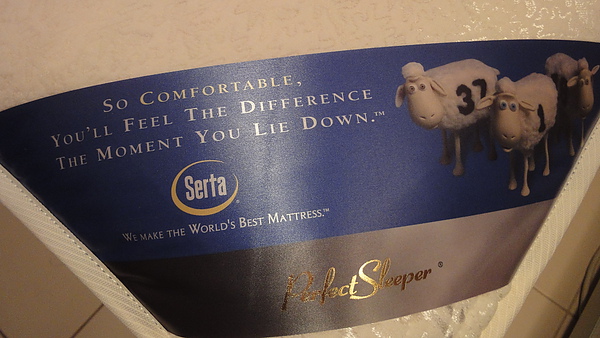 So Comfortable,
You'll Feel The Difference
The Moment You Lie Down.™
Serta®
We make the World's Best Mattress.™
Perfect Sleeper®
37
1